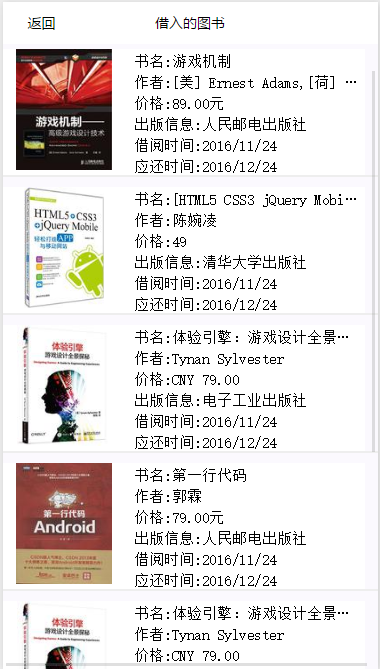 返回
借入的图书
游戏机制——
高级游戏设计技术
书名:游戏机制
作者:[美] Ernest Adams,[荷] …
价格:89.00元
出版信息:人民邮电出版社
借阅时间:2016/11/24
应还时间:2016/12/24
HTML5+CSS3
+jQuery Mobile
轻松打造APP
与移动网站
书名:[HTML5 CSS3 jQuery Mobi…
作者:陈婉凌
价格:49
出版信息:清华大学出版社
借阅时间:2016/11/24
应还时间:2016/12/24
体验引擎
游戏设计全景探秘
书名:体验引擎：游戏设计全景…
作者:Tynan Sylvester
价格:CNY 79.00
出版信息:电子工业出版社
借阅时间:2016/11/24
应还时间:2016/12/24
第一行代码
Android
书名:第一行代码
作者:郭霖
价格:79.00元
出版信息:人民邮电出版社
借阅时间:2016/11/24
应还时间:2016/12/24
体验引擎
游戏设计全景探秘
书名:体验引擎：游戏设计全景…
作者:Tynan Sylvester
价格:CNY 79.00